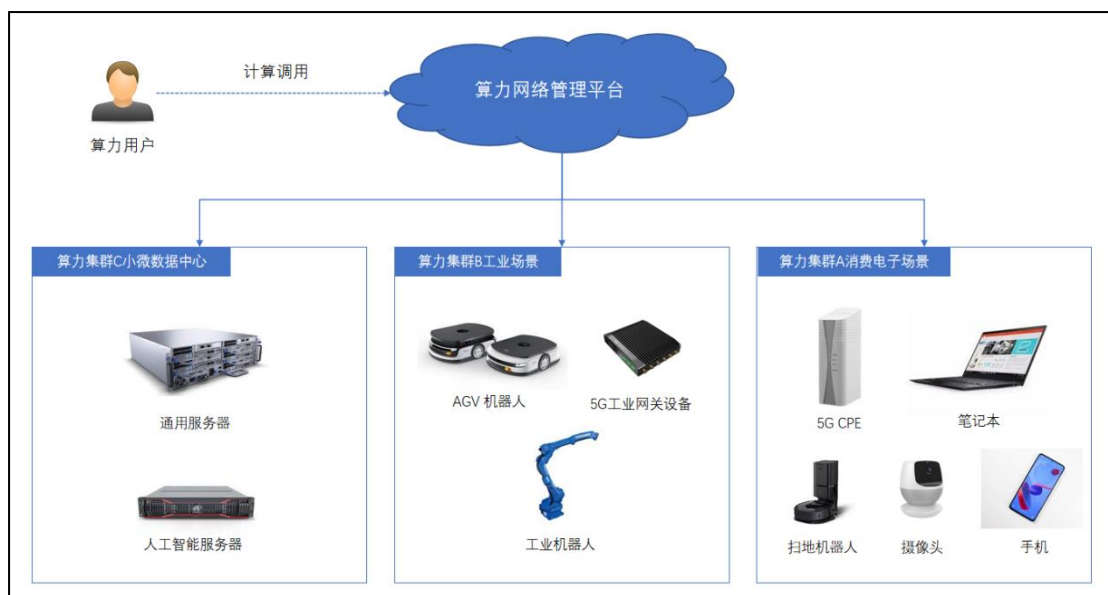 计算调用
算力网络管理平台
算力用户
算力集群C小微数据中心
算力集群B工业场景
算力集群A消费电子场景
通用服务器
AGV 机器人
5G工业网关设备
5G CPE
笔记本
人工智能服务器
工业机器人
扫地机器人
摄像头
手机